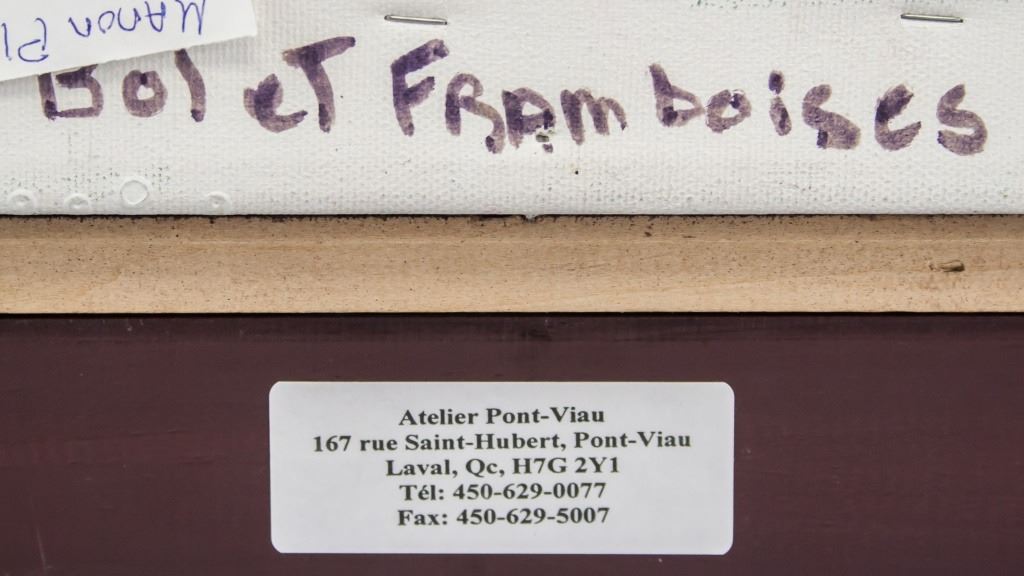 Manon
Bol et Framboises
Atelier Pont-Viau
167 rue Saint-Hubert, Pont-Viau
Laval, Qc, H7G 2Y1
Tél: 450-629-0077
Fax: 450-629-5007